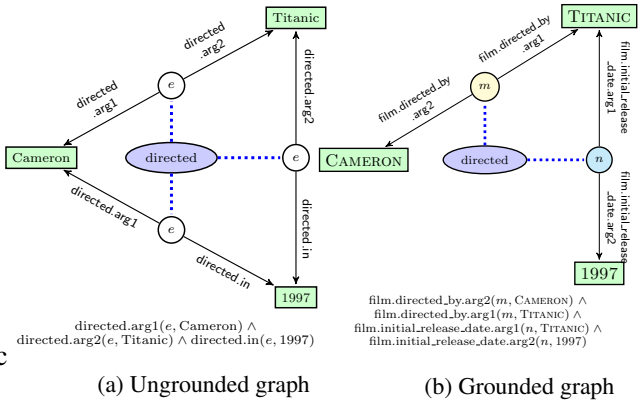 Titanic
directed
.arg2
directed
.arg1
e
directed.arg2
Cameron
directed
e
directed.arg1
e
directed.in
directed.in
1997
directed.arg1(e, Cameron) ∧
directed.arg2(e, Titanic) ∧ directed.in(e, 1997)
c
(a) Ungrounded graph
TITANIC
film.directed_by
.arg1
film.directed_by
.arg2
m
film.initial_release
_date.arg1
CAMERON
directed
n
film.initial_release
_date.arg2
1997
film.directed_by.arg2(m, CAMERON) ∧
film.directed_by.arg1(m, TITANIC) ∧
film.initial_release_date.arg1(n, TITANIC) ∧
film.initial_release_date.arg2(n, 1997)
(b) Grounded graph